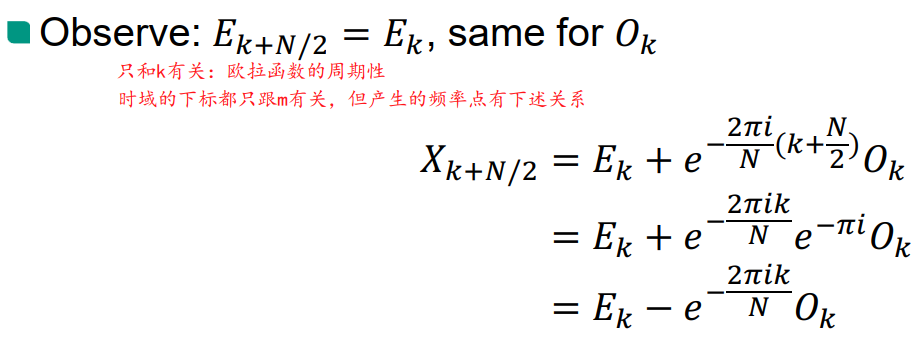 Observe: $E_{k+N/2} = E_k$, same for $O_k$
只和k有关：欧拉函数的周期性
时域的下标都只跟m有关，但产生的频率点有下述关系
$X_{k+N/2} = E_k + e^{-\frac{2\pi i}{N}(k+\frac{N}{2})} O_k$
$= E_k + e^{-\frac{2\pi i k}{N}} e^{-\pi i} O_k$
$= E_k - e^{-\frac{2\pi i k}{N}} O_k$